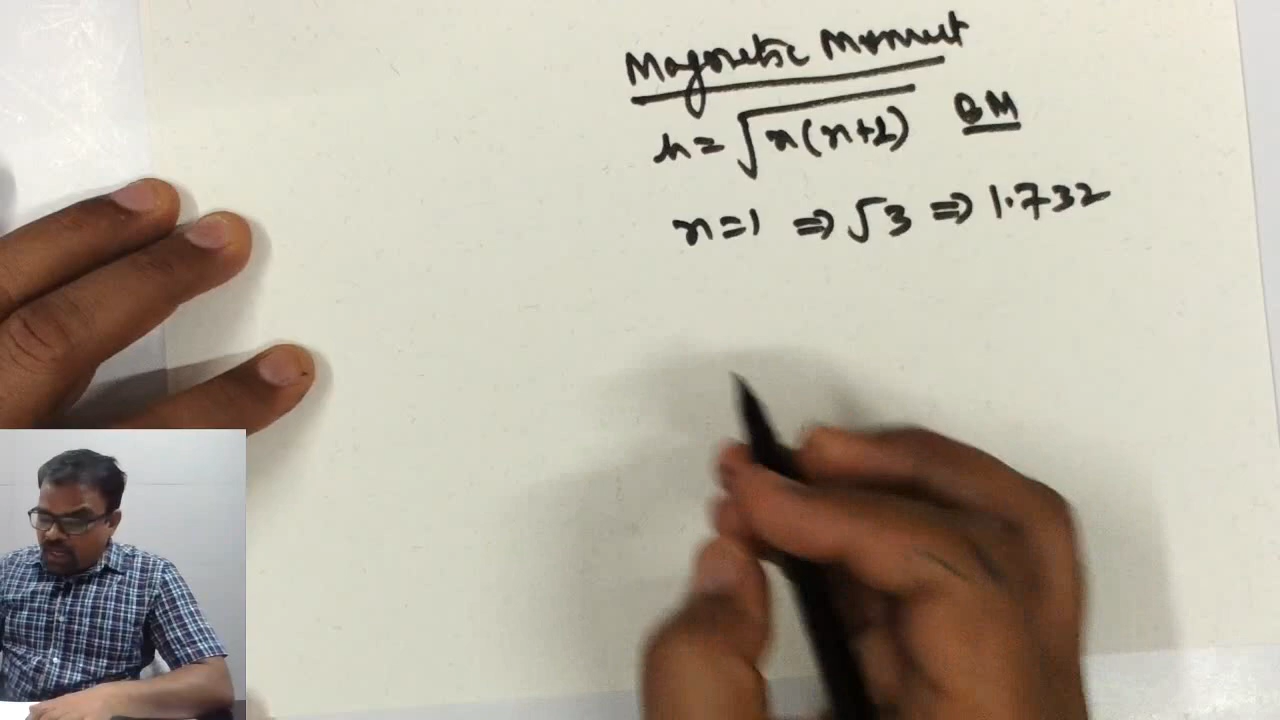 Magnetic Moment
μ = √n(n+2) BM
n=1 ⇒ √3 ⇒ 1.732